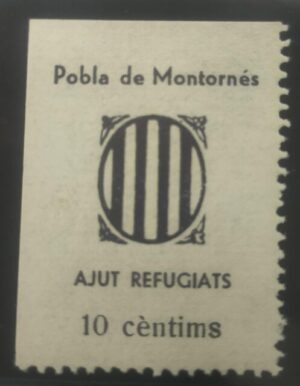 Pobla de Montornés
AJUT REFUGIATS
10 cèntims